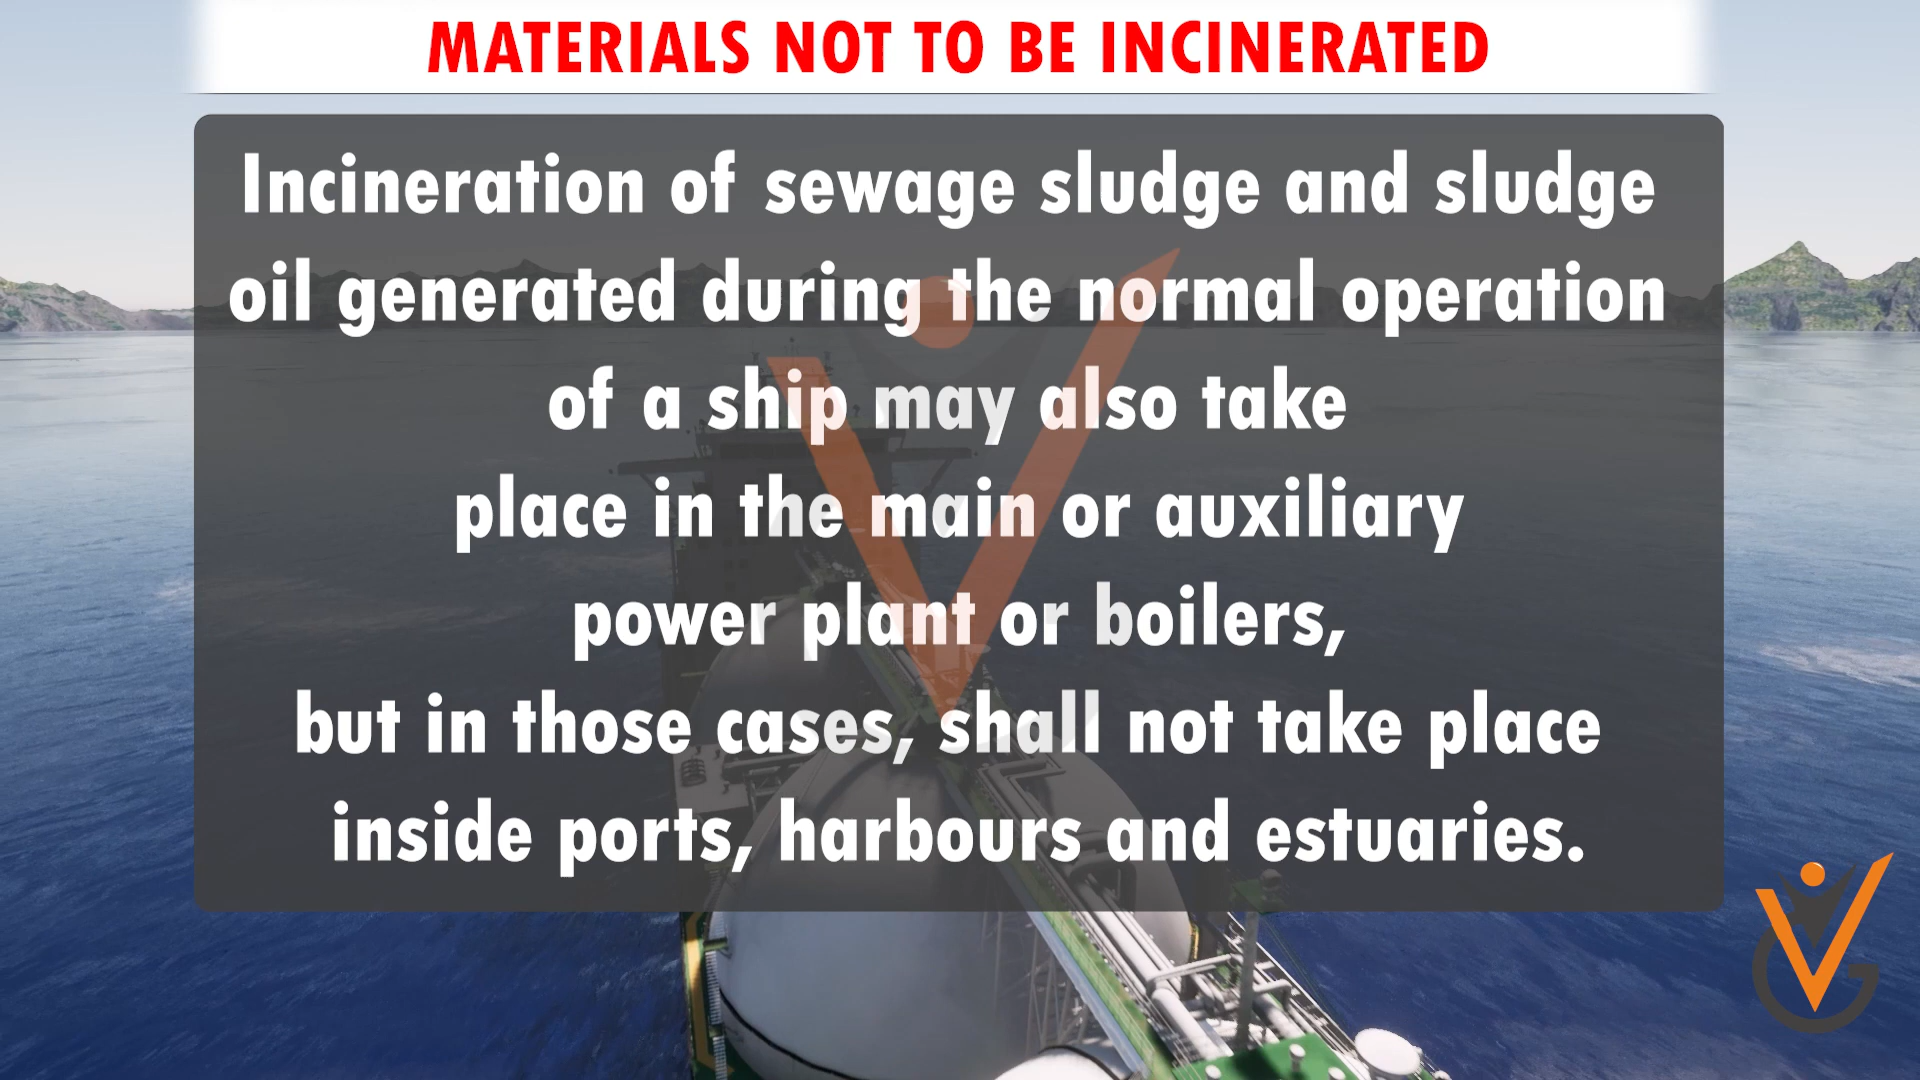 MATERIALS NOT TO BE INCINERATED
Incineration of sewage sludge and sludge
oil generated during the normal operation
of a ship may also take
place in the main or auxiliary
power plant or boilers,
but in those cases, shall not take place
inside ports, harbours and estuaries.